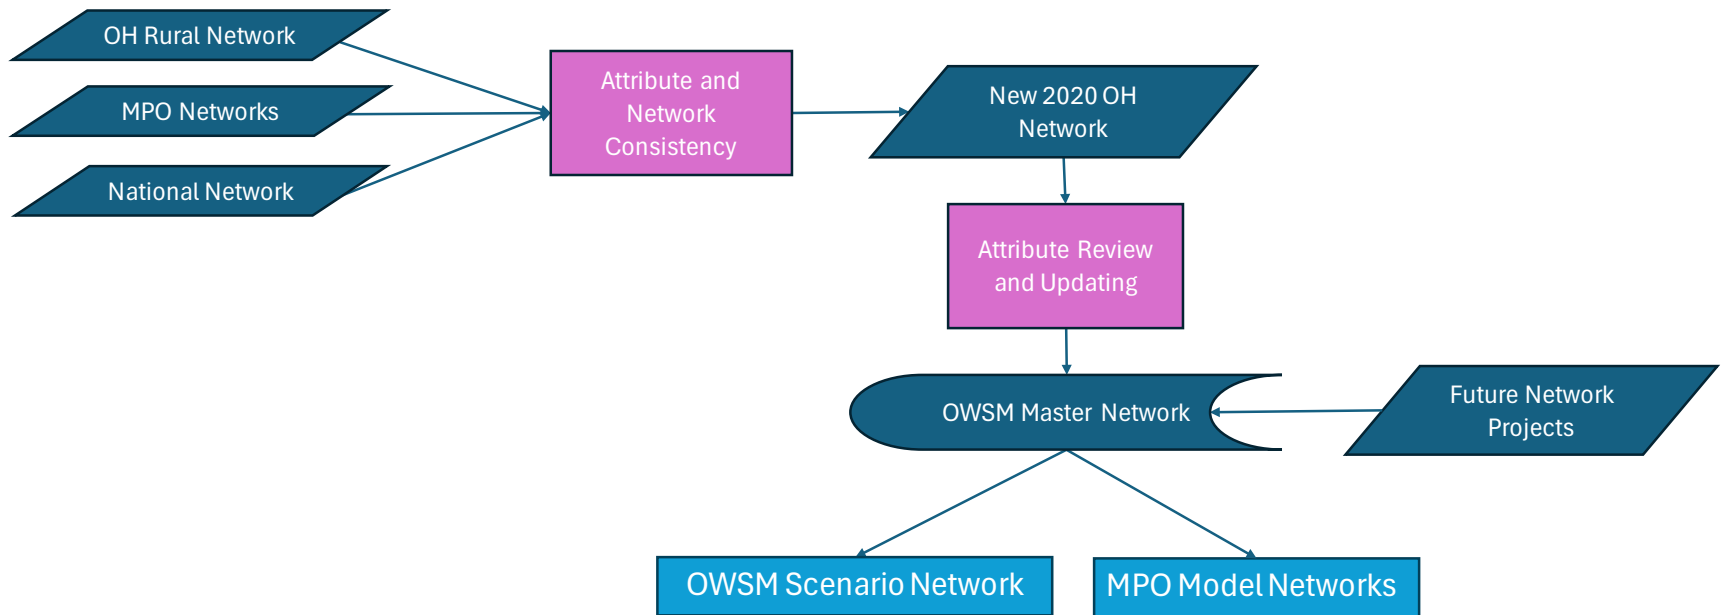 OH Rural Network
MPO Networks
National Network
Attribute and
Network
Consistency
New 2020 OH
Network
Attribute Review
and Updating
OWSM Master Network
Future Network
Projects
OWSM Scenario Network
MPO Model Networks